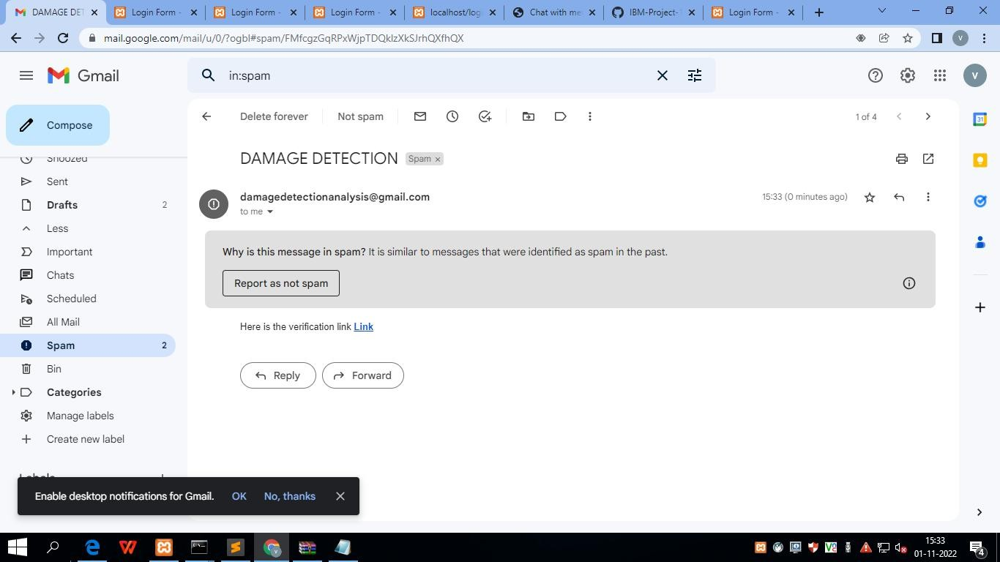 DAMAGE DET
Login Form -
Login Form -
Login Form -
localhost/logi
Chat with me
IBM-Project-
Login Form -
mail.google.com/mail/u/0/?ogbl#spam/FMfcgzGqRPxWjpTDQklzXkSJrhQXfhQX
V
Gmail
in:spam
V
Compose
Delete forever
Not spam
1 of 4
31
Snoozed
Sent
Drafts 2
Less
Important
Chats
Scheduled
All Mail
Spam 2
Bin
Categories
Manage labels
Create new label
Labels
DAMAGE DETECTION Spam ×
damagedetectionanalysis@gmail.com
15:33 (0 minutes ago)
to me
Why is this message in spam? It is similar to messages that were identified as spam in the past.
Report as not spam
Here is the verification link Link
Reply
Forward
Enable desktop notifications for Gmail. OK No, thanks
15:33
01-11-2022
4